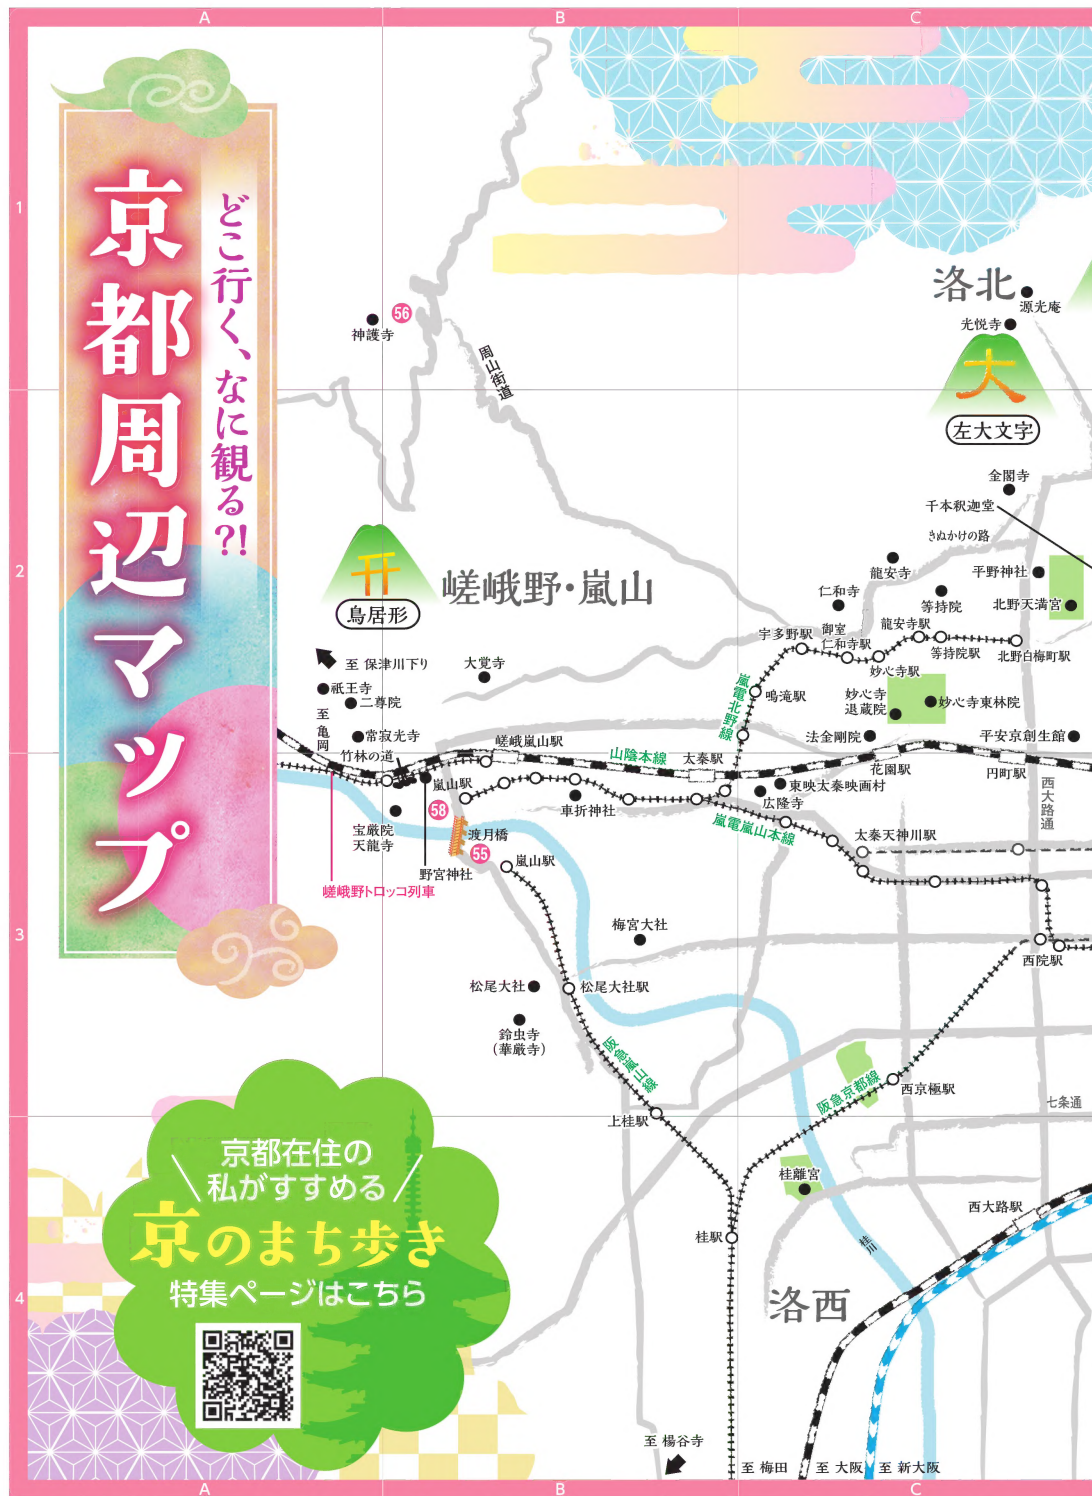 A
B
C
1
2
3
4
どこ行く、なに観る?!
京都周辺マップ
洛北
源光庵
光悦寺
左大文字
56
神護寺
周山街道
金閣寺
千本釈迦堂
きぬかけの路
龍安寺
平野神社
仁和寺
等持院
北野天満宮
鳥居形
嵯峨野・嵐山
宇多野駅
御室
仁和寺駅
龍安寺駅
等持院駅
北野白梅町駅
妙心寺駅
至 保津川下り
大覚寺
祇王寺
二尊院
至亀岡
常寂光寺
竹林の道
嵐電北野線
鳴滝駅
妙心寺
退蔵院
妙心寺東林院
法金剛院
平安京創生館
嵯峨嵐山駅
山陰本線
太秦駅
花園駅
円町駅
西大路通
嵐山駅
58
車折神社
東映太秦映画村
広隆寺
嵐電嵐山本線
太秦天神川駅
宝厳院
天龍寺
渡月橋
55
野宮神社
嵐山駅
嵯峨野トロッコ列車
梅宮大社
西院駅
松尾大社
松尾大社駅
鈴虫寺
(華厳寺)
阪急嵐山線
阪急京都線
西京極駅
七条通
上桂駅
桂離宮
西大路駅
桂駅
桂川
洛西
京都在住の
私がすすめる
京のまち歩き
特集ページはこちら
至 楊谷寺
至 梅田
至 大阪
至 新大阪
A
B
C